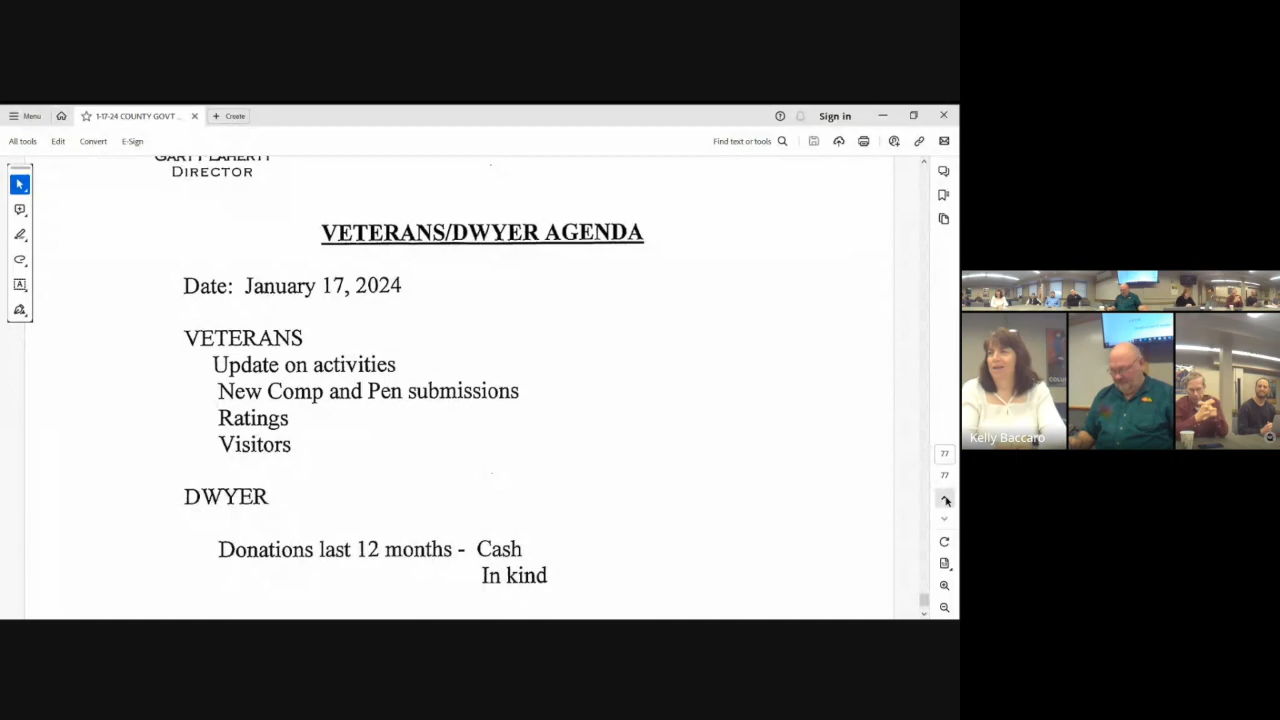 Menu
1-17-24 COUNTY GOVT ...
Create
Sign in
All tools
Edit
Convert
E-Sign
Find text or tools
DIRECTOR
VETERANS/DWYER AGENDA
Date: January 17, 2024
VETERANS
Update on activities
New Comp and Pen submissions
Ratings
Visitors
DWYER
Donations last 12 months - Cash
In kind
77
77
Kelly Baccaro